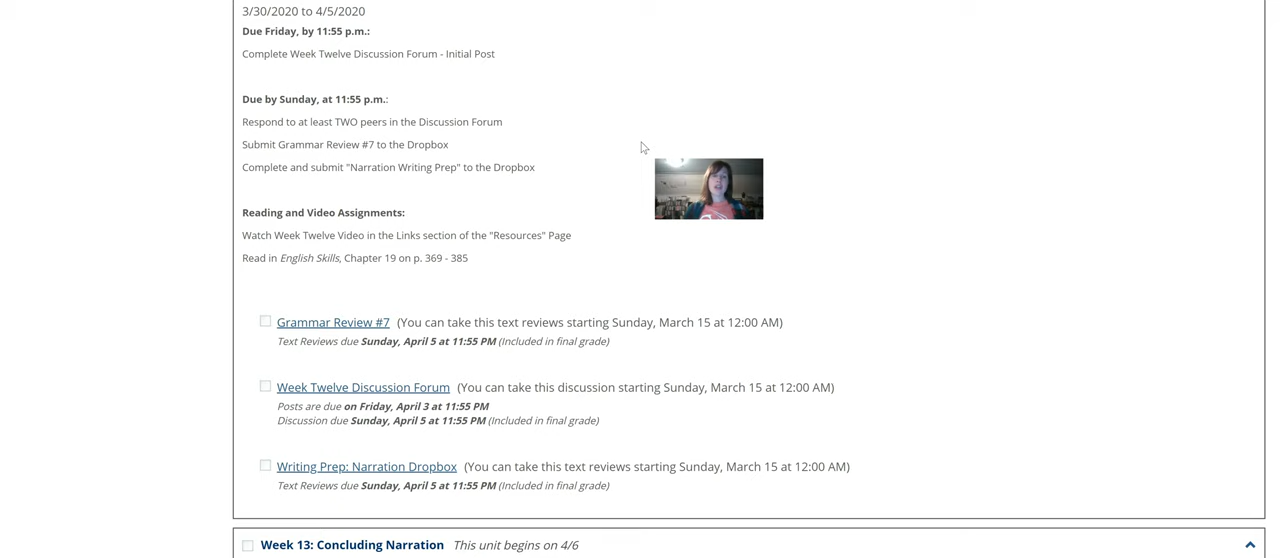 3/30/2020 to 4/5/2020
Due Friday, by 11:55 p.m.:
Complete Week Twelve Discussion Forum - Initial Post
Due by Sunday, at 11:55 p.m.:
Respond to at least TWO peers in the Discussion Forum
Submit Grammar Review #7 to the Dropbox
Complete and submit "Narration Writing Prep" to the Dropbox
Reading and Video Assignments:
Watch Week Twelve Video in the Links section of the "Resources" Page
Read in English Skills, Chapter 19 on p. 369 - 385
Grammar Review #7 (You can take this text reviews starting Sunday, March 15 at 12:00 AM)
Text Reviews due Sunday, April 5 at 11:55 PM (Included in final grade)
Week Twelve Discussion Forum (You can take this discussion starting Sunday, March 15 at 12:00 AM)
Posts are due on Friday, April 3 at 11:55 PM
Discussion due Sunday, April 5 at 11:55 PM (Included in final grade)
Writing Prep: Narration Dropbox (You can take this text reviews starting Sunday, March 15 at 12:00 AM)
Text Reviews due Sunday, April 5 at 11:55 PM (Included in final grade)
Week 13: Concluding Narration This unit begins on 4/6